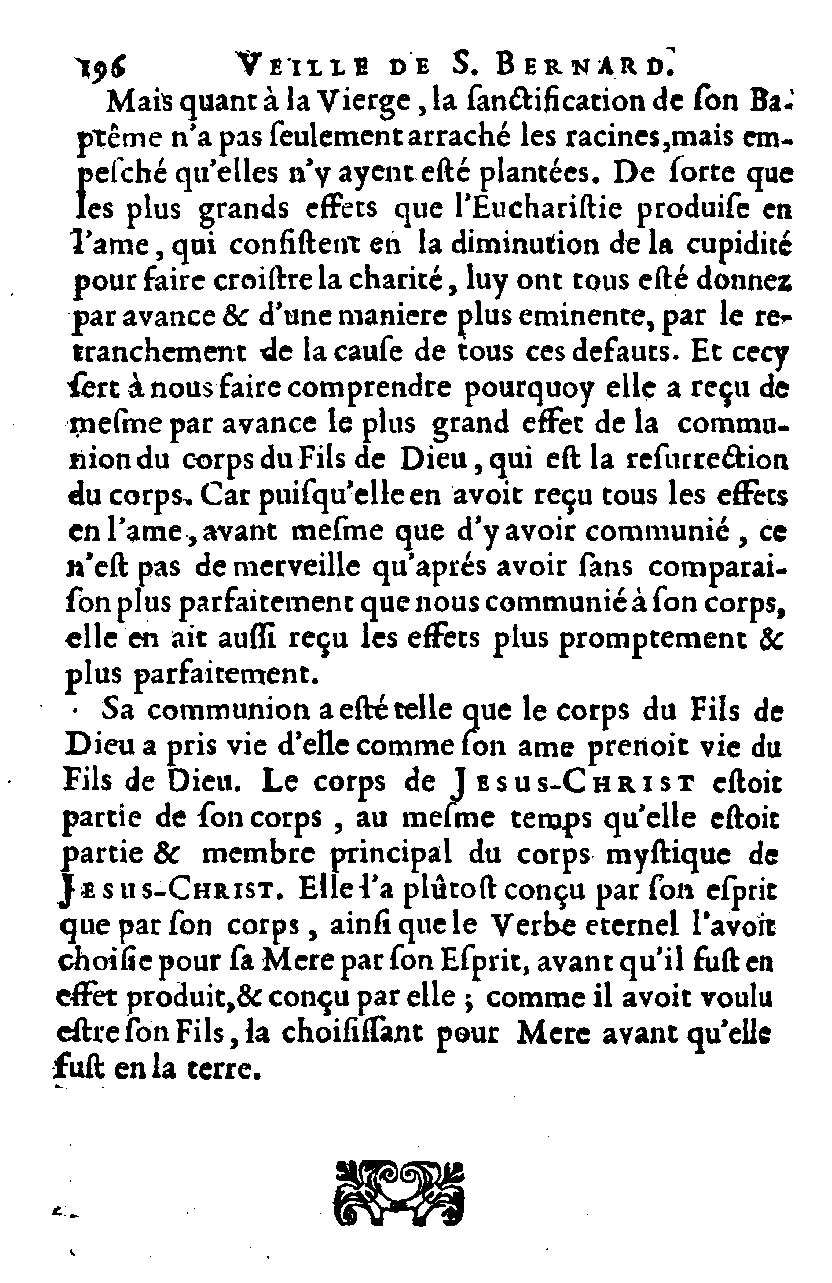 196 VEILLE DE S. BERNARD.
Mais quant à la Vierge, la ſanctification de ſon Ba-
ptême n'a pas ſeulement arraché les racines, mais em-
peſché qu'elles n'y ayent eſté plantées. De ſorte que
les plus grands effets que l'Euchariſtie produiſe en
l'ame, qui conſiſtent en la diminution de la cupidité
pour faire croiſtre la charité, luy ont tous eſté donnez
par avance & d'une maniere plus eminente, par le re-
tranchement de la cauſe de tous ces defauts. Et cecy
ſert à nous faire comprendre pourquoy elle a reçu de
meſme par avance le plus grand effet de la commu-
nion du corps du Fils de Dieu, qui eſt la reſurrection
du corps. Car puiſqu'elle en avoit reçu tous les effets
en l'ame, avant meſme que d'y avoir communié, ce
n'eſt pas de merveille qu'aprés avoir ſans comparai-
ſon plus parfaitement que nous communié à ſon corps,
elle en ait auſſi reçu les effets plus promptement &
plus parfaitement.
Sa communion a eſté telle que le corps du Fils de
Dieu a pris vie d'elle comme ſon ame prenoit vie du
Fils de Dieu. Le corps de JESUS-CHRIST eſtoit
partie de ſon corps, au meſme temps qu'elle eſtoit
partie & membre principal du corps myſtique de
JESUS-CHRIST. Elle l'a plûtoſt conçu par ſon eſprit
que par ſon corps, ainſi que le Verbe eternel l'avoit
choiſie pour ſa Mere par ſon Eſprit, avant qu'il fuſt en
effet produit, & conçu par elle; comme il avoit voulu
eſtre ſon Fils, la choiſiſſant pour Mere avant qu'elle
fuſt en la terre.